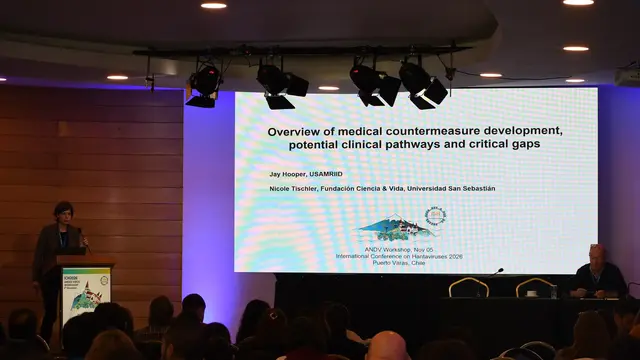 Overview of medical countermeasure development,
potential clinical pathways and critical gaps
Jay Hooper, USAMRIID
Nicole Tischler, Fundación Ciencia & Vida, Universidad San Sebastián
ANDV Workshop, Nov 05
International Conference on Hantaviruses 2026
Puerto Varas, Chile